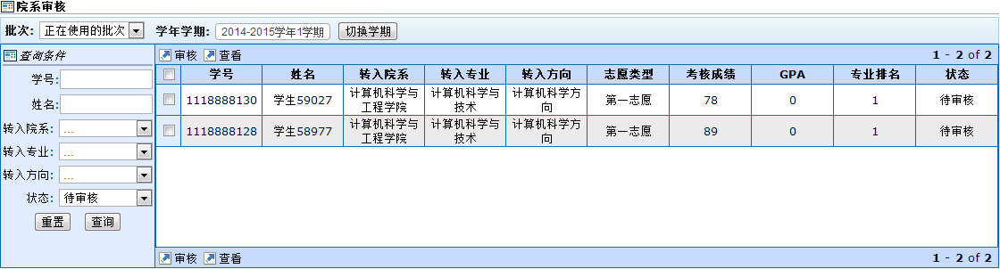 院系审核
批次: 正在使用的批次 学年学期: 2014-2015学年1学期 切换学期
查询条件
学号:
姓名:
转入院系: ...
转入专业: ...
转入方向: ...
状态: 待审核
重置 查询
审核 查看 1 - 2 of 2
学号 姓名 转入院系 转入专业 转入方向 志愿类型 考核成绩 GPA 专业排名 状态
1118888130 学生59027 计算机科学与工程学院 计算机科学与技术 计算机科学方向 第一志愿 78 0 1 待审核
1118888128 学生58977 计算机科学与工程学院 计算机科学与技术 计算机科学方向 第一志愿 89 0 1 待审核
审核 查看 1 - 2 of 2